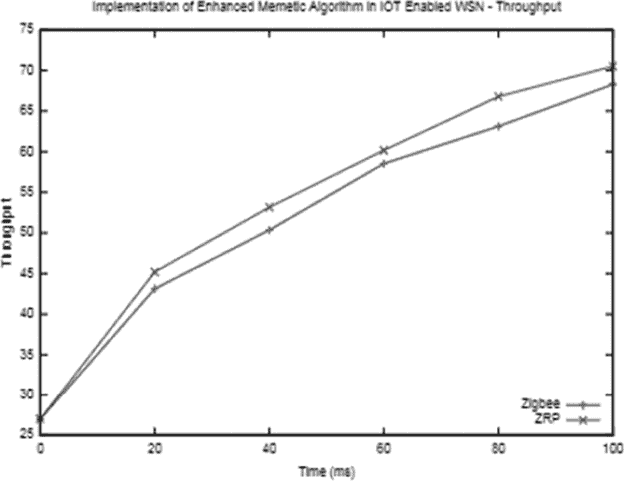 Implementation of Enhanced Memetic Algorithm in IOT Enabled WSN - Throughput
75
70
65
60
55
50
45
40
35
30
25
Throughput
0 20 40 60 80 100
Time (ms)
Zigbee
ZRP